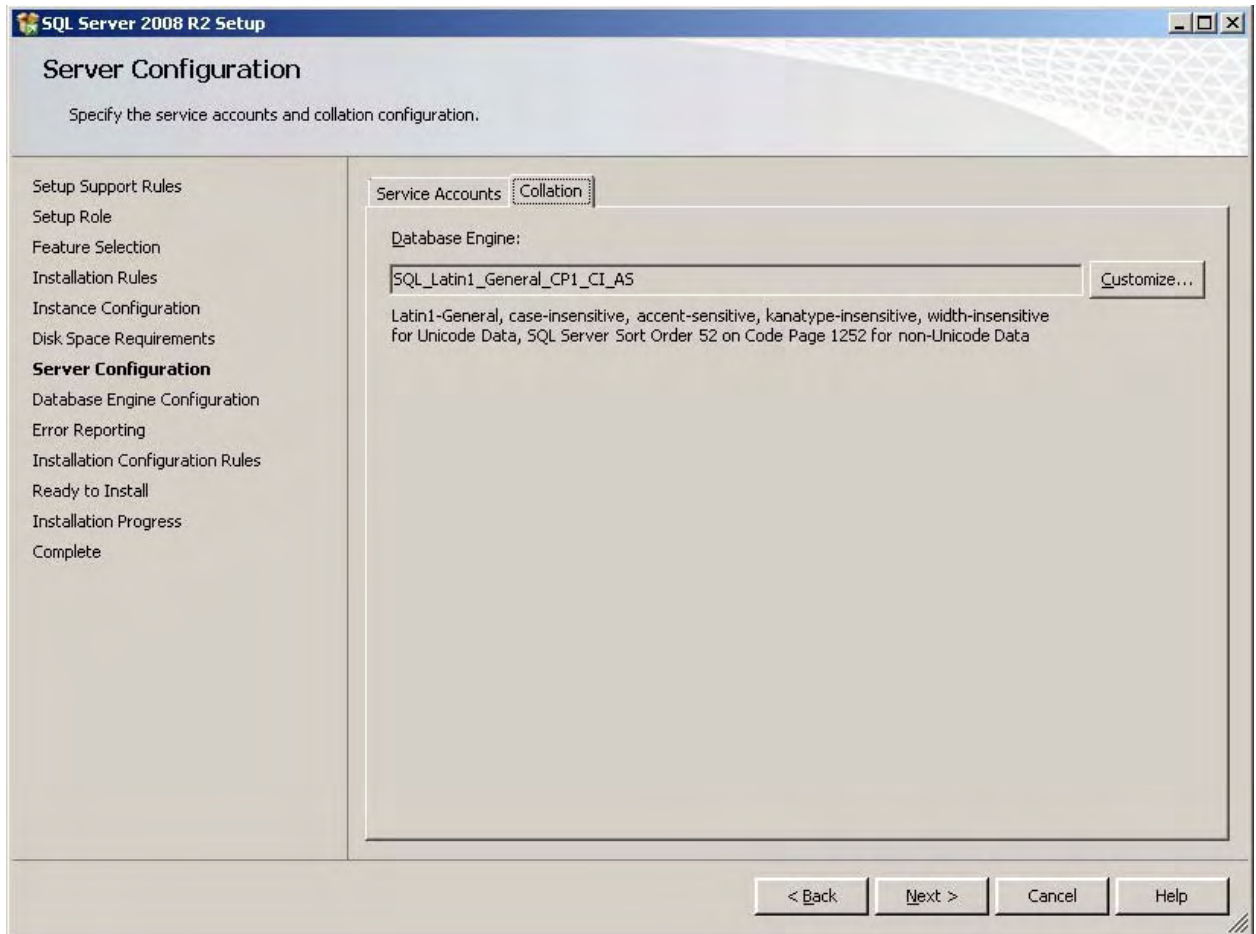 SQL Server 2008 R2 Setup
Server Configuration
Specify the service accounts and collation configuration.
Setup Support Rules
Setup Role
Feature Selection
Installation Rules
Instance Configuration
Disk Space Requirements
Server Configuration
Database Engine Configuration
Error Reporting
Installation Configuration Rules
Ready to Install
Installation Progress
Complete
Service Accounts
Collation
Database Engine:
SQL_Latin1_General_CP1_CI_AS
Customize...
Latin1-General, case-insensitive, accent-sensitive, kanatype-insensitive, width-insensitive
for Unicode Data, SQL Server Sort Order 52 on Code Page 1252 for non-Unicode Data
< Back
Next >
Cancel
Help